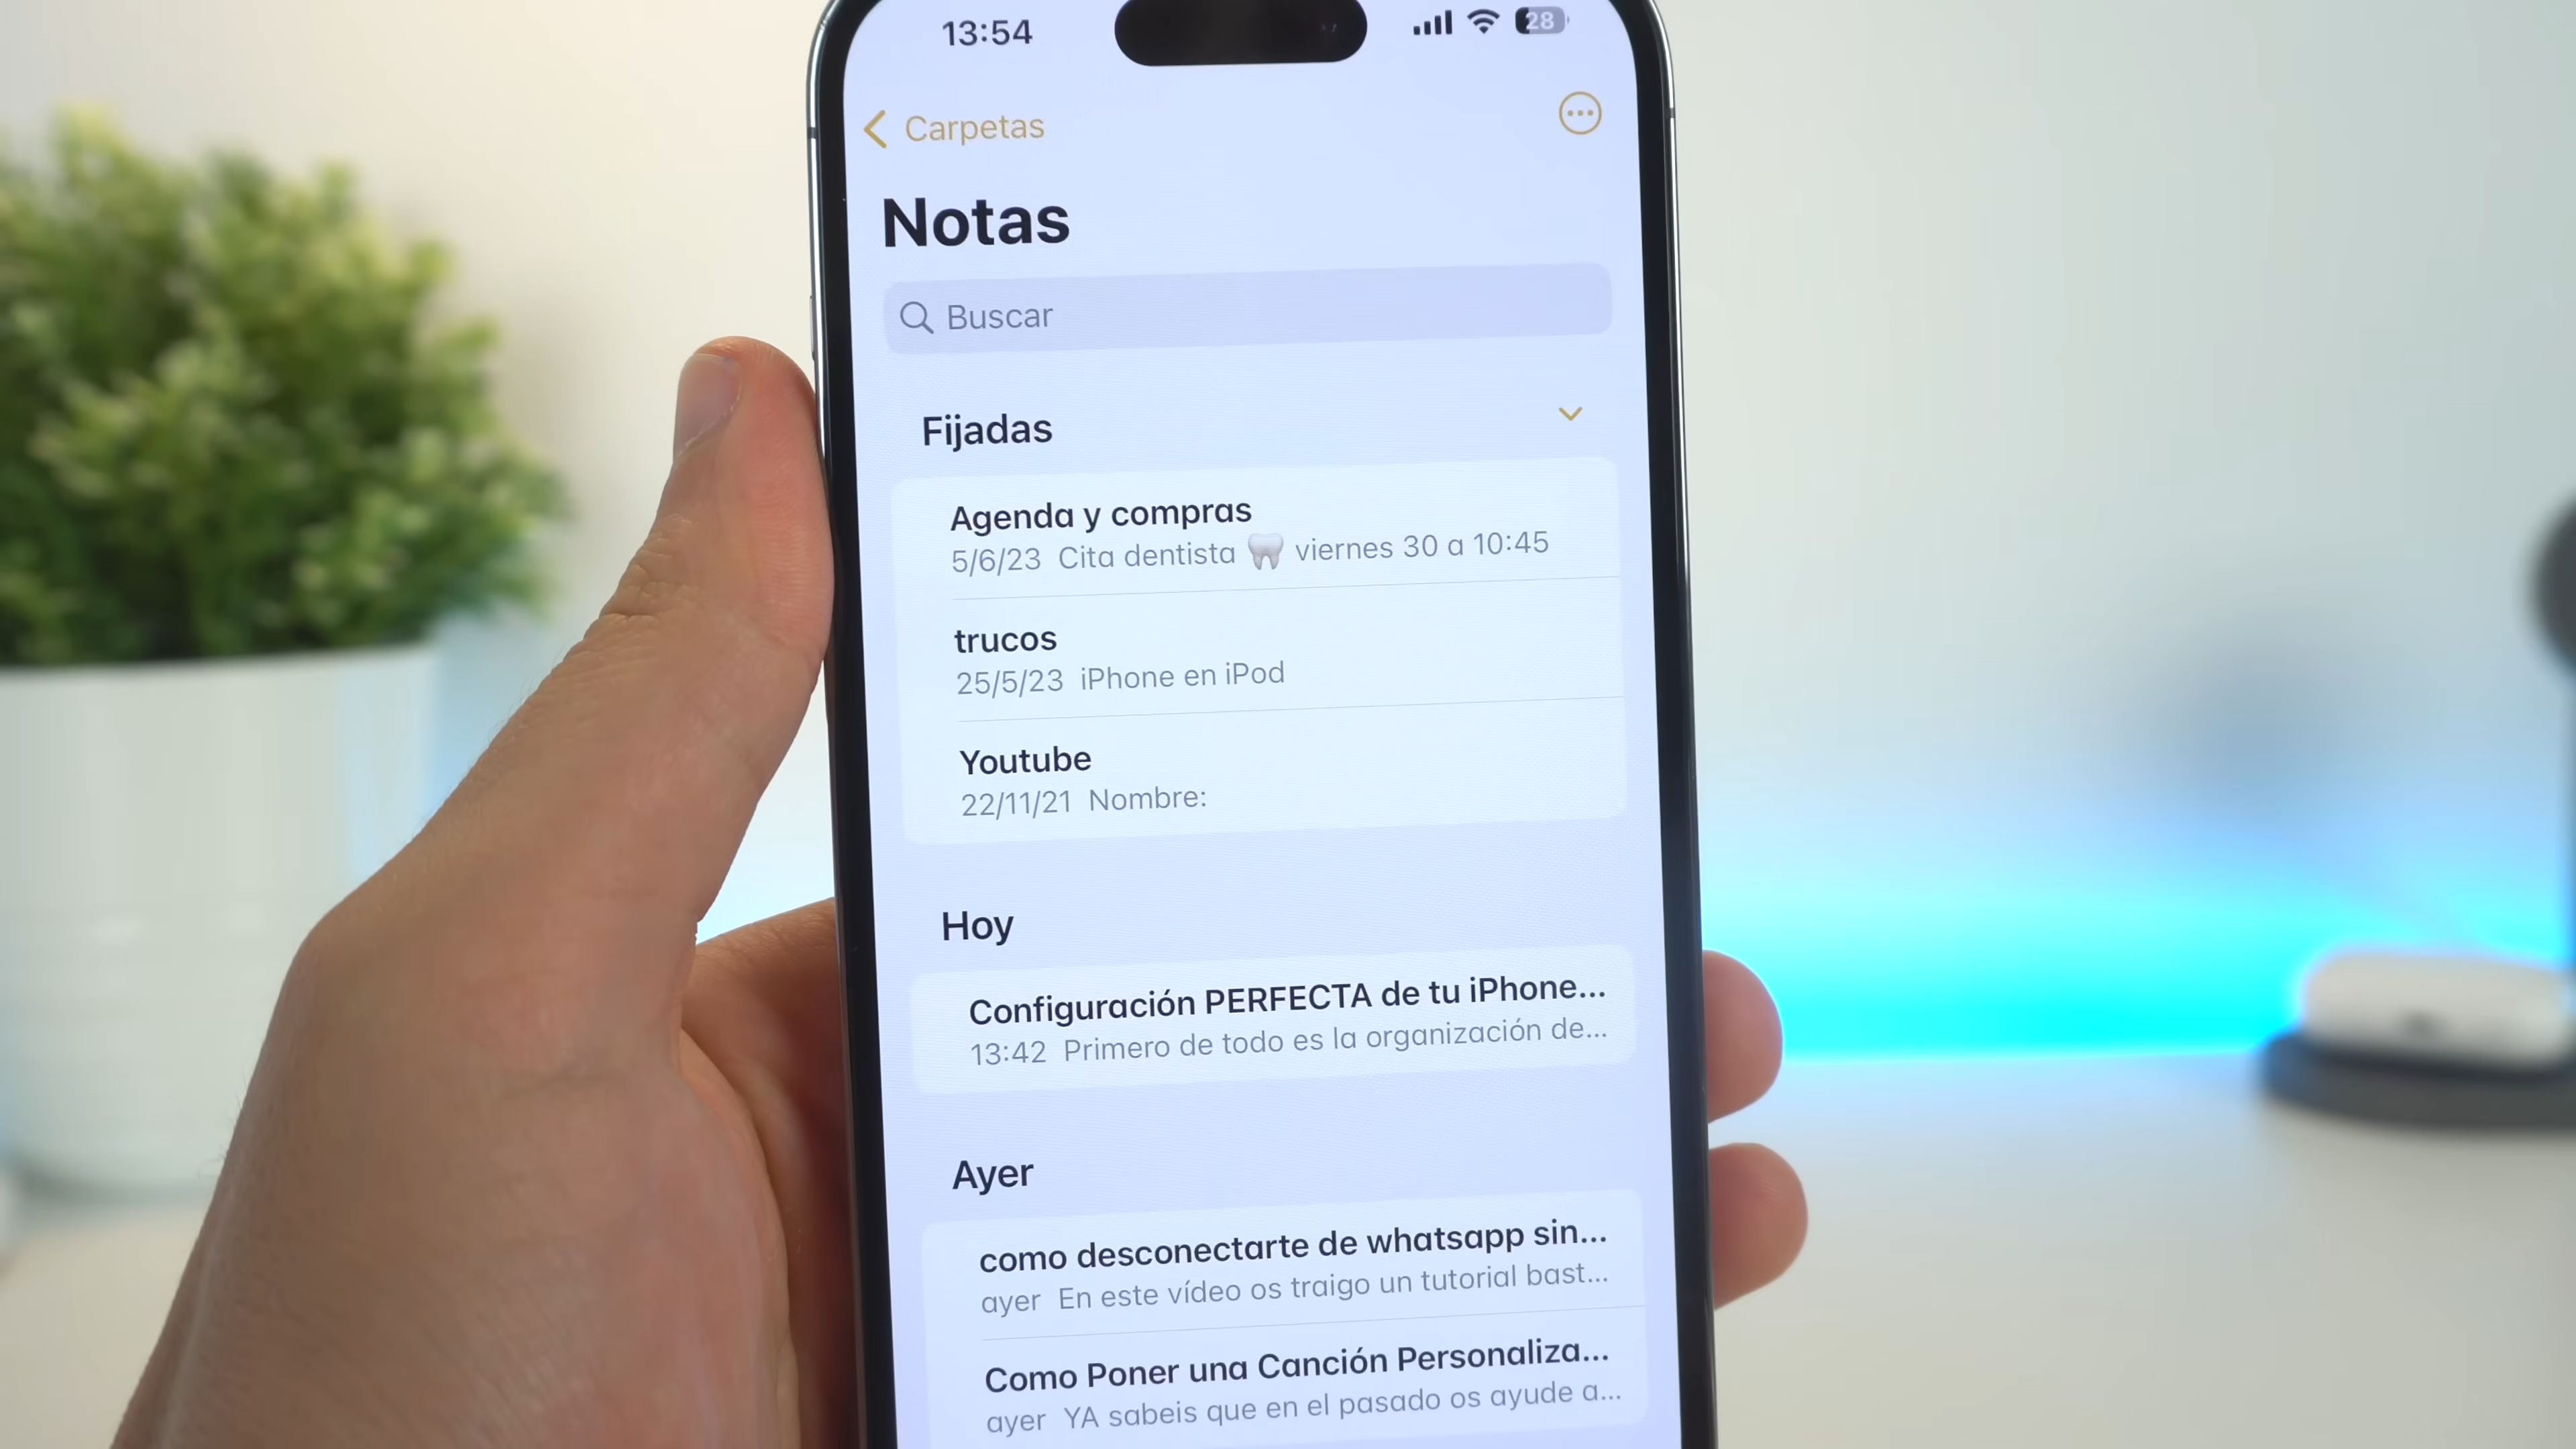 13:54
28
Carpetas
Notas
Buscar
Fijadas
Agenda y compras
5/6/23 Cita dentista 🦷 viernes 30 a 10:45
trucos
25/5/23 iPhone en iPod
Youtube
22/11/21 Nombre:
Hoy
Configuración PERFECTA de tu iPhone...
13:42 Primero de todo es la organización de...
Ayer
como desconectarte de whatsapp sin...
ayer En este vídeo os traigo un tutorial bast...
Como Poner una Canción Personaliza...
ayer YA sabeis que en el pasado os ayude a...